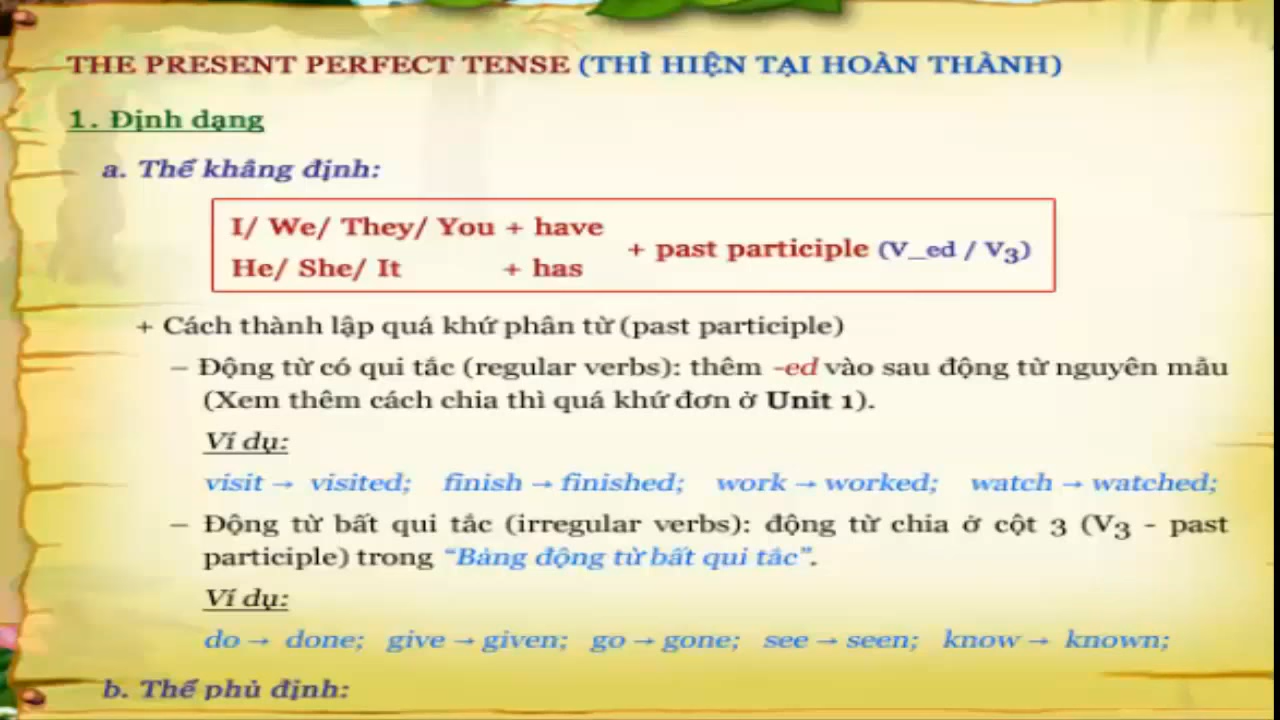 THE PRESENT PERFECT TENSE (THÌ HIỆN TẠI HOÀN THÀNH)
1. Định dạng
a. Thể khẳng định:
I/ We/ They/ You + have
+ past participle (V_ed / V3)
He/ She/ It + has
+ Cách thành lập quá khứ phân từ (past participle)
– Động từ có qui tắc (regular verbs): thêm -ed vào sau động từ nguyên mẫu
(Xem thêm cách chia thì quá khứ đơn ở Unit 1).
Ví dụ:
visit → visited; finish → finished; work → worked; watch → watched;
– Động từ bất qui tắc (irregular verbs): động từ chia ở cột 3 (V3 - past
participle) trong “Bảng động từ bất qui tắc”.
Ví dụ:
do → done; give → given; go → gone; see → seen; know → known;
b. Thể phủ định: